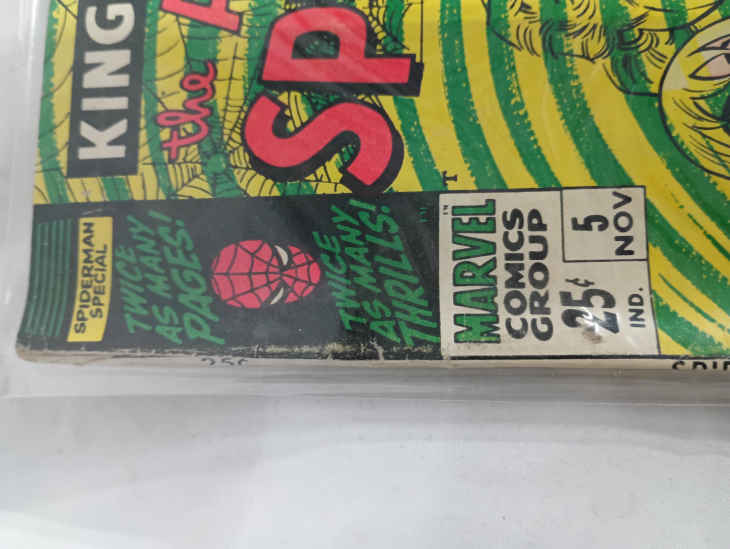 KING
the
SP
SPIDERMAN
SPECIAL
TWICE
AS MANY
PAGES!
TWICE
AS MANY
THRILLS!
MARVEL
COMICS
GROUP
25¢
5
NOV
IND.
25¢